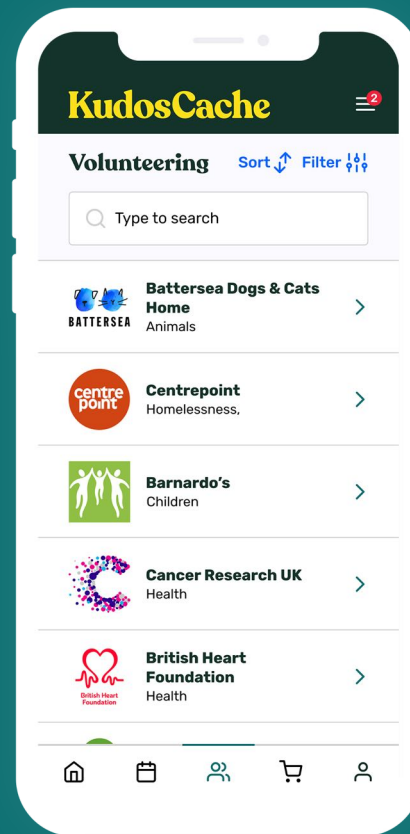 KudosCache
2
Volunteering
Sort
Filter
Type to search
BATTERSEA
Battersea Dogs & Cats
Home
Animals
centre
point
Centrepoint
Homelessness,
Barnardo's
Children
Cancer Research UK
Health
British Heart
Foundation
British Heart
Foundation
Health